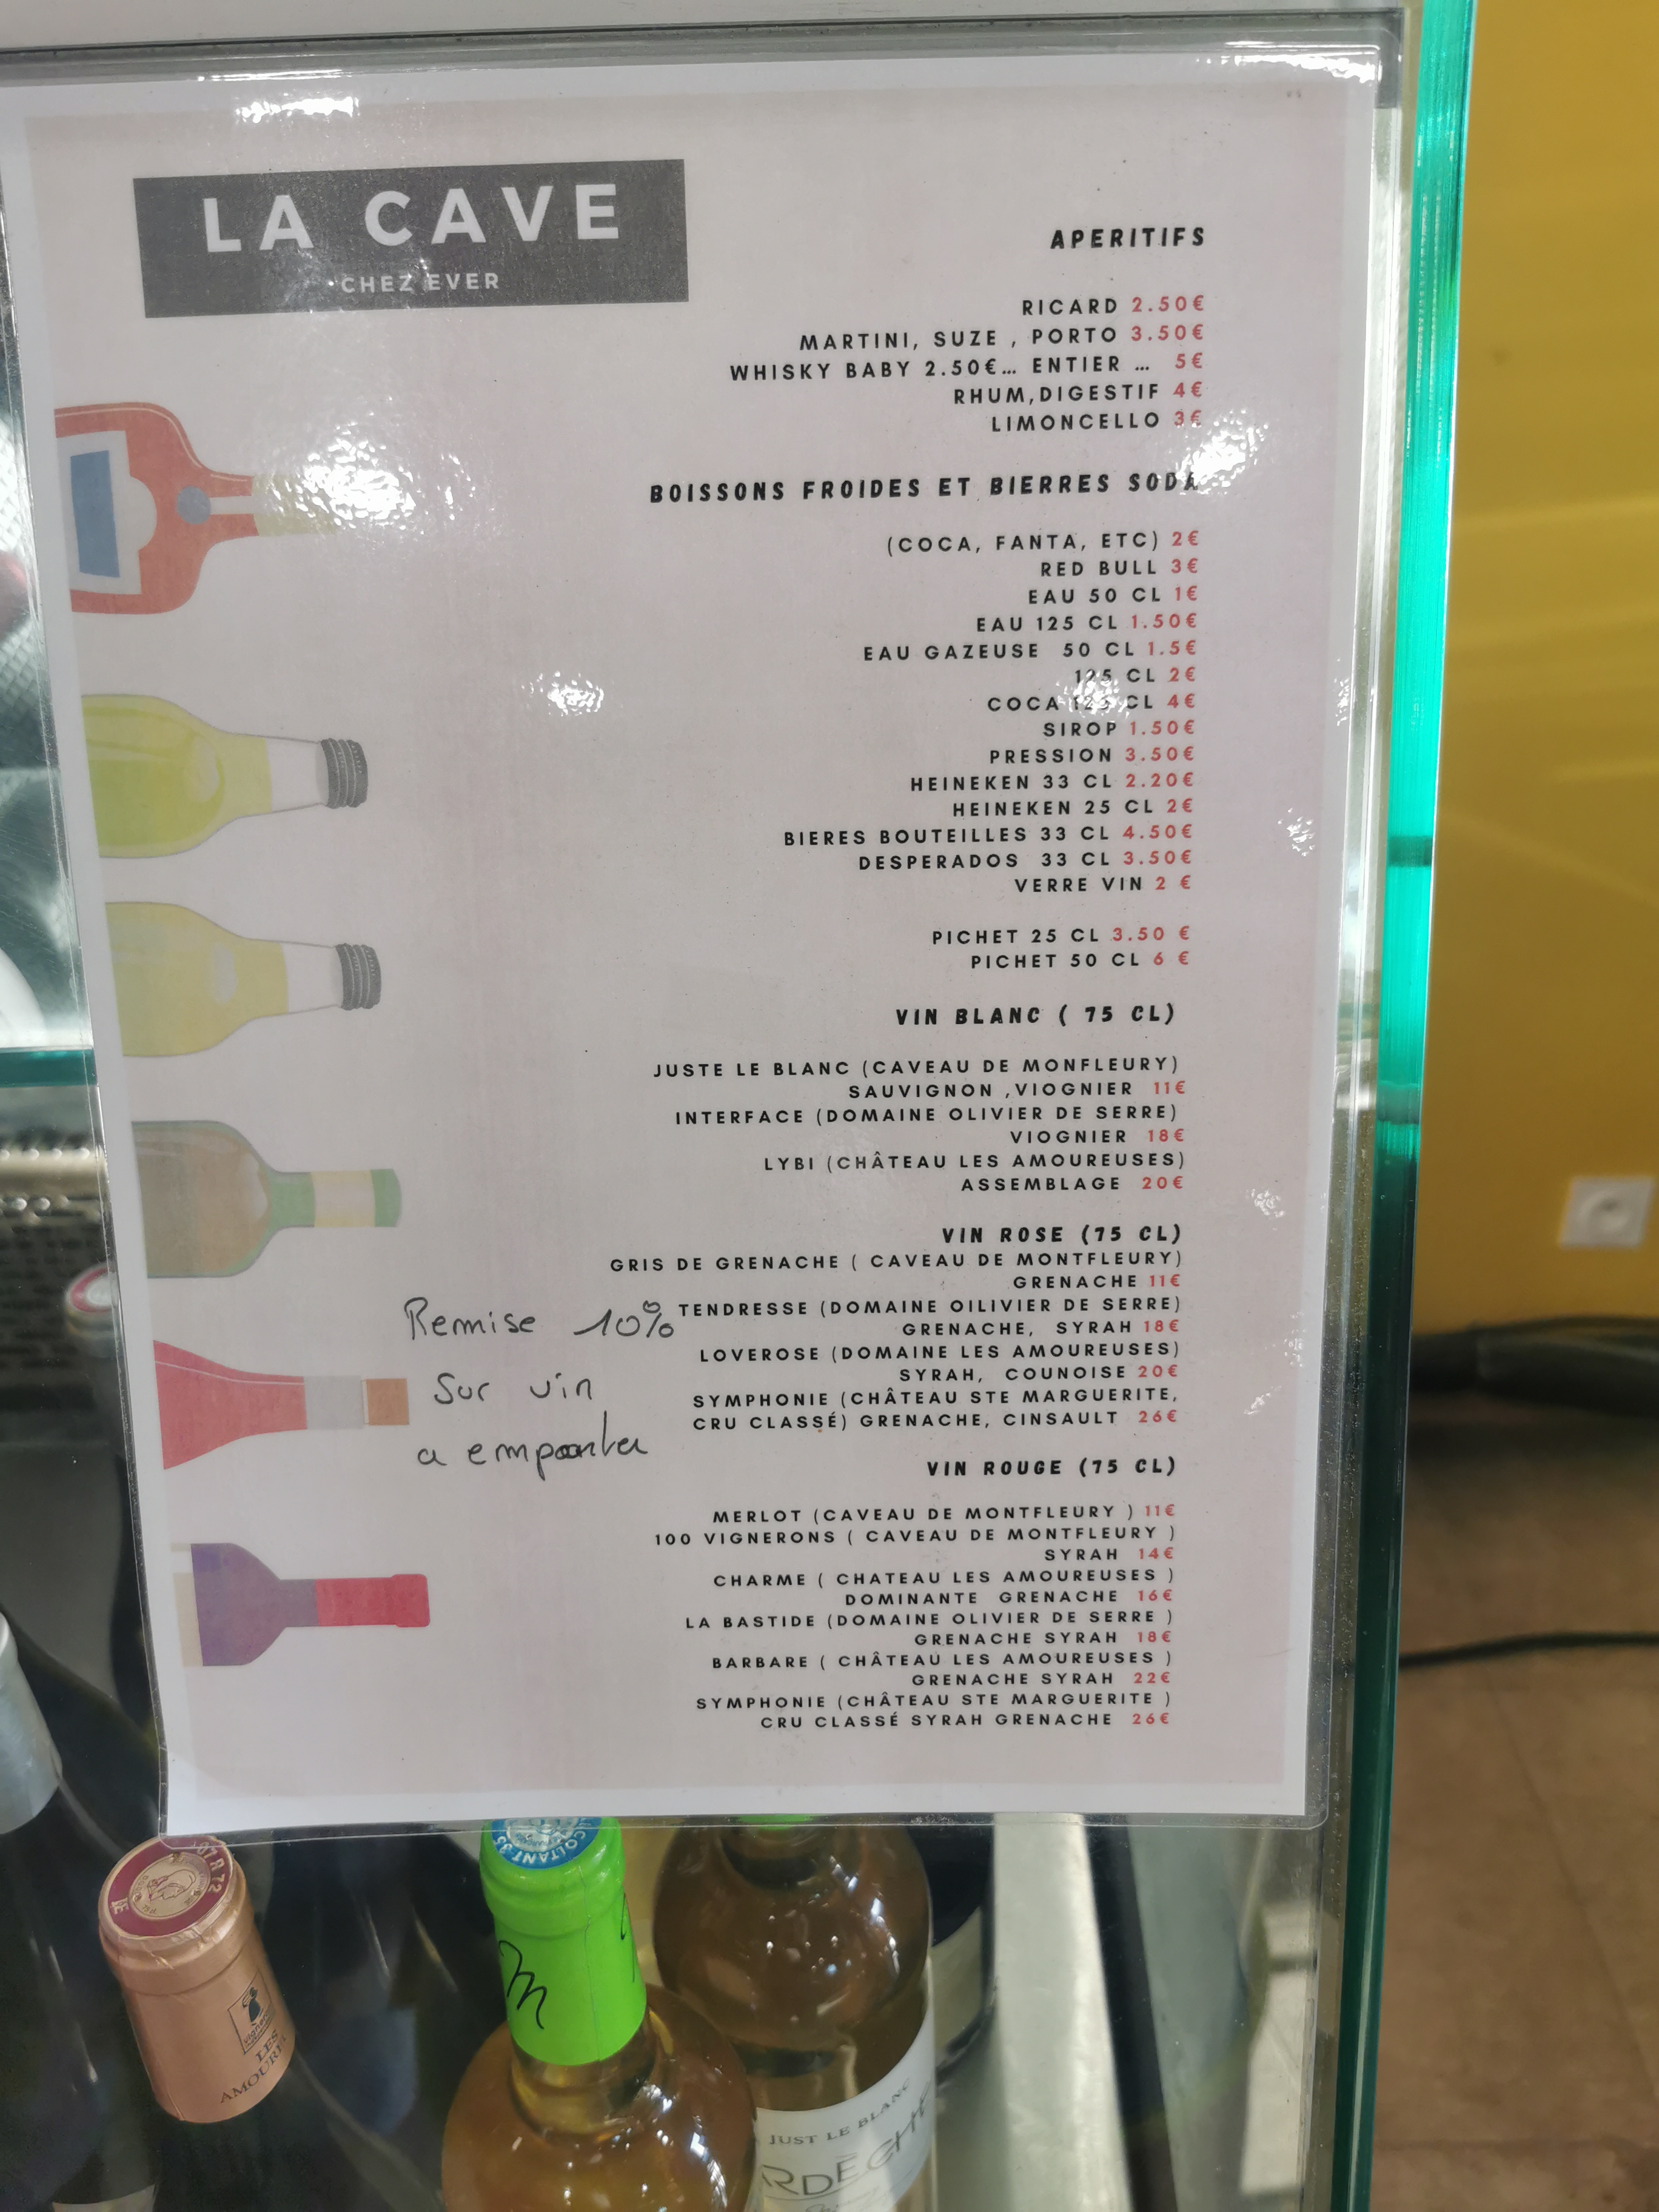 LA CAVE
CHEZ EVER
APERITIFS
RICARD 2.50€
MARTINI, SUZE , PORTO 3.50€
WHISKY BABY 2.50€... ENTIER ... 5€
RHUM,DIGESTIF 4€
LIMONCELLO 3€
BOISSONS FROIDES ET BIERRES SODA
(COCA, FANTA, ETC) 2€
RED BULL 3€
EAU 50 CL 1€
EAU 125 CL 1.50€
EAU GAZEUSE 50 CL 1.5€
125 CL 2€
COCA 125 CL 4€
SIROP 1.50€
PRESSION 3.50€
HEINEKEN 33 CL 2.20€
HEINEKEN 25 CL 2€
BIERES BOUTEILLES 33 CL 4.50€
DESPERADOS 33 CL 3.50€
VERRE VIN 2 €
PICHET 25 CL 3.50 €
PICHET 50 CL 6 €
VIN BLANC ( 75 CL)
JUSTE LE BLANC (CAVEAU DE MONFLEURY)
SAUVIGNON ,VIOGNIER 11€
INTERFACE (DOMAINE OLIVIER DE SERRE)
VIOGNIER 18€
LYBI (CHÂTEAU LES AMOUREUSES)
ASSEMBLAGE 20€
VIN ROSE (75 CL)
GRIS DE GRENACHE ( CAVEAU DE MONTFLEURY)
GRENACHE 11€
TENDRESSE (DOMAINE OILIVIER DE SERRE)
GRENACHE, SYRAH 18€
LOVEROSE (DOMAINE LES AMOUREUSES)
SYRAH, COUNOISE 20€
SYMPHONIE (CHÂTEAU STE MARGUERITE,
CRU CLASSÉ) GRENACHE, CINSAULT 26€
Remise 10%
Sur vin
a emporter
VIN ROUGE (75 CL)
MERLOT (CAVEAU DE MONTFLEURY ) 11€
100 VIGNERONS ( CAVEAU DE MONTFLEURY )
SYRAH 14€
CHARME ( CHATEAU LES AMOUREUSES )
DOMINANTE GRENACHE 16€
LA BASTIDE (DOMAINE OLIVIER DE SERRE )
GRENACHE SYRAH 18€
BARBARE ( CHÂTEAU LES AMOUREUSES )
GRENACHE SYRAH 22€
SYMPHONIE (CHÂTEAU STE MARGUERITE )
CRU CLASSÉ SYRAH GRENACHE 26€
LES
JUST LE BLANC